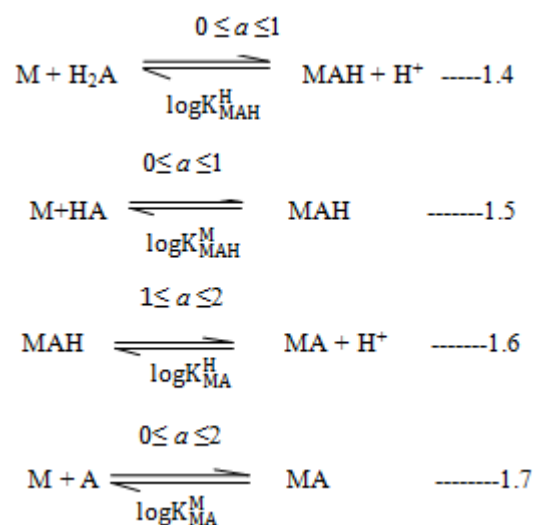 0 ≤ a ≤1
M + H₂A ⇌ MAH + H⁺ -----1.4
logK^H_MAH
0≤ a ≤1
M+HA ⇌ MAH -------1.5
logK^M_MAH
1≤ a ≤2
MAH ⇌ MA + H⁺ -------1.6
logK^H_MA
0≤ a ≤2
M + A ⇌ MA --------1.7
logK^M_MA